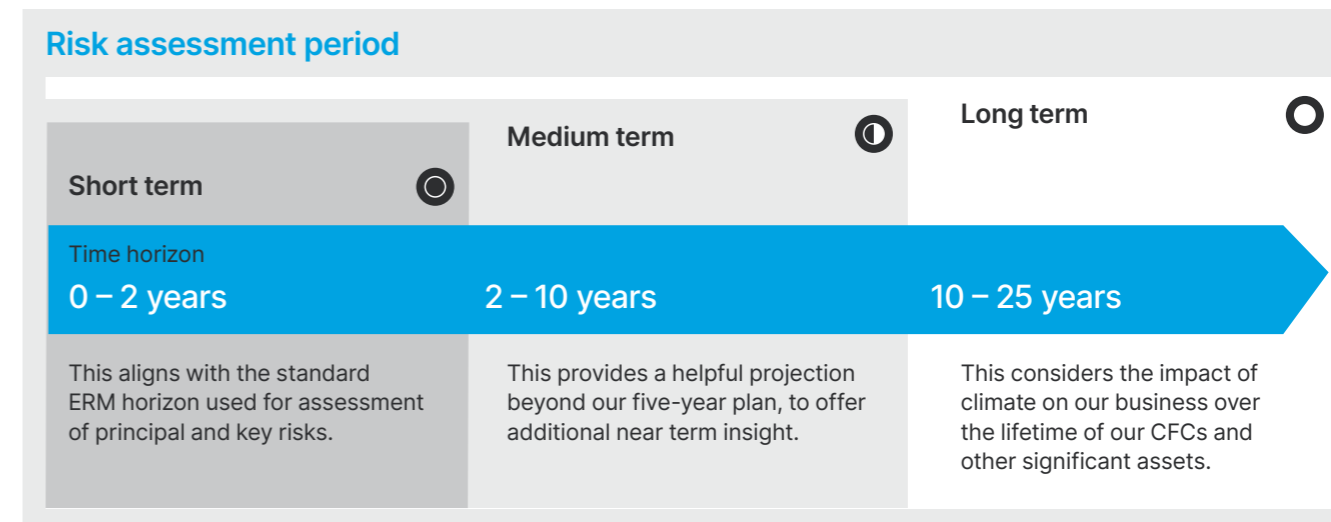 Risk assessment period
Short term
Medium term
Long term
Time horizon
0 – 2 years
2 – 10 years
10 – 25 years
This aligns with the standard
ERM horizon used for assessment
of principal and key risks.
This provides a helpful projection
beyond our five-year plan, to offer
additional near term insight.
This considers the impact of
climate on our business over
the lifetime of our CFCs and
other significant assets.